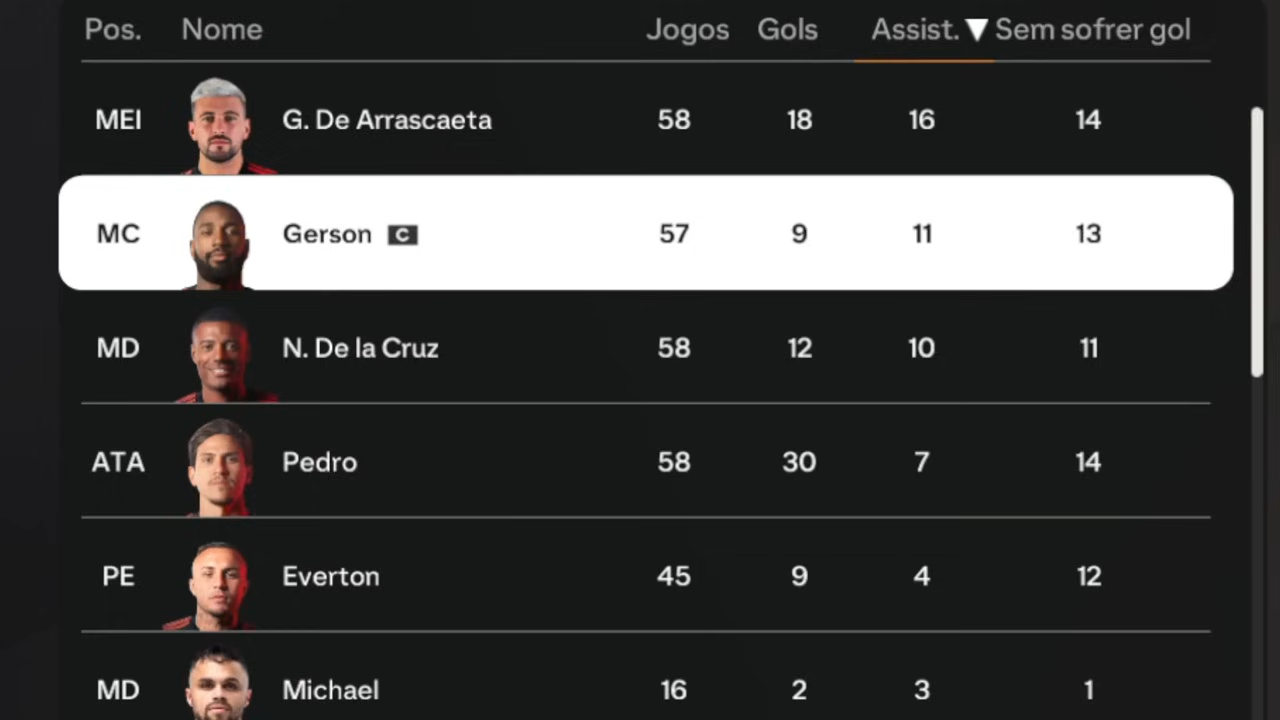 Pos. Nome Jogos Gols Assist. ▼ Sem sofrer gol
MEI G. De Arrascaeta 58 18 16 14
MC Gerson C 57 9 11 13
MD N. De la Cruz 58 12 10 11
ATA Pedro 58 30 7 14
PE Everton 45 9 4 12
MD Michael 16 2 3 1